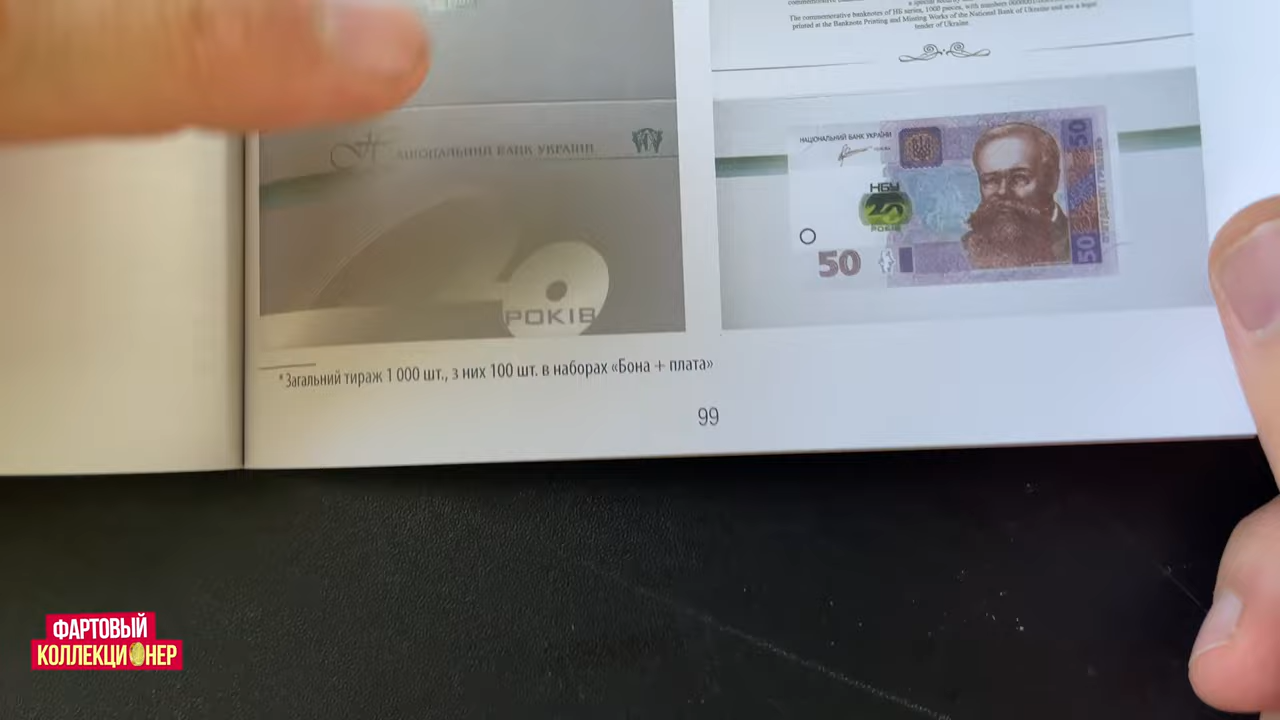 The commemorative banknotes of НБ series, 1000 pieces, with numbers
printed at the Banknote Printing and Minting Works of the National Bank of Ukraine and are a legal
tender of Ukraine.
НАЦІОНАЛЬНИЙ БАНК УКРАЇНИ
РОКІВ
НАЦІОНАЛЬНИЙ БАНК УКРАЇНИ
НБУ
25
РОКІВ
50
50
50
* Загальний тираж 1 000 шт., з них 100 шт. в наборах «Бона + плата»
99
ФАРТОВЫЙ
КОЛЛЕКЦИОНЕР